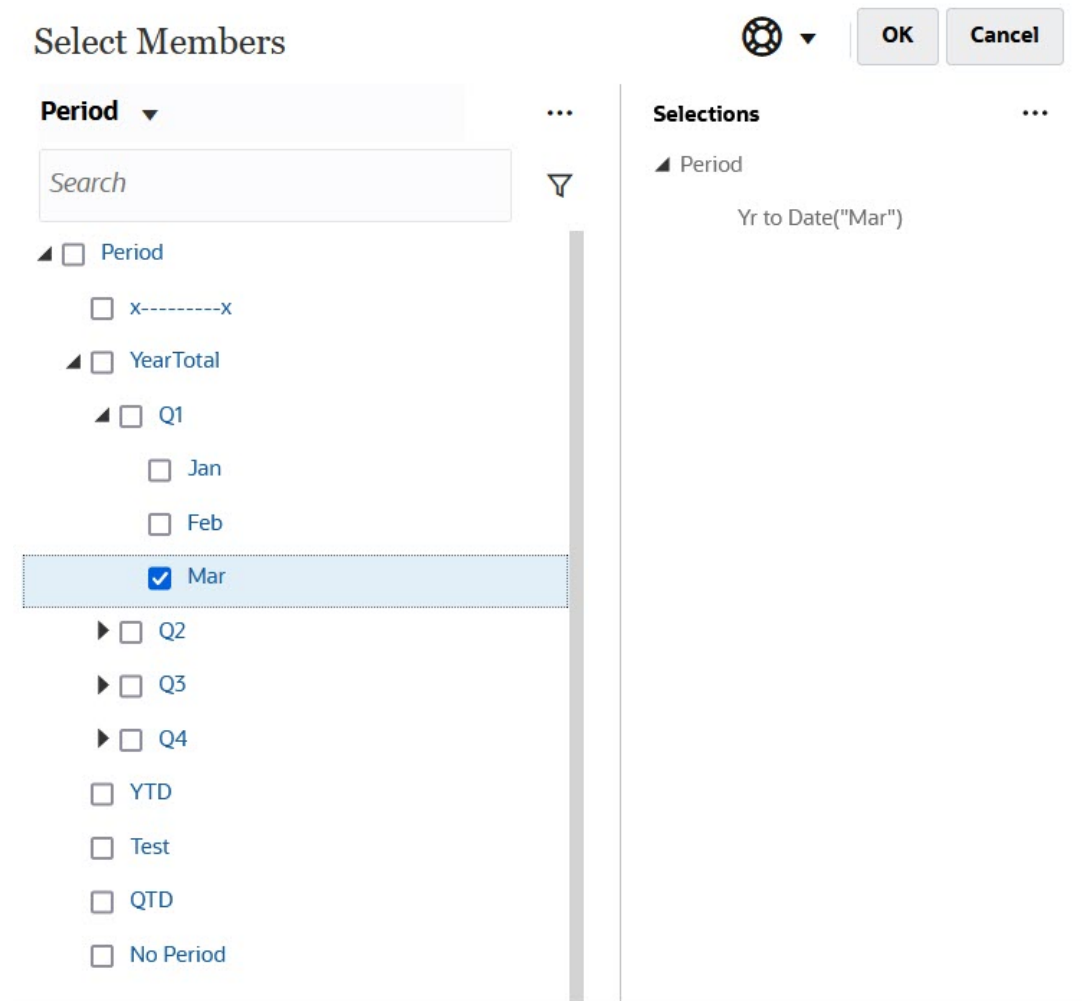 Select Members
OK
Cancel
Period
...
Search
Period
x---------x
YearTotal
Q1
Jan
Feb
Mar
Q2
Q3
Q4
YTD
Test
QTD
No Period
Selections
...
Period
Yr to Date("Mar")